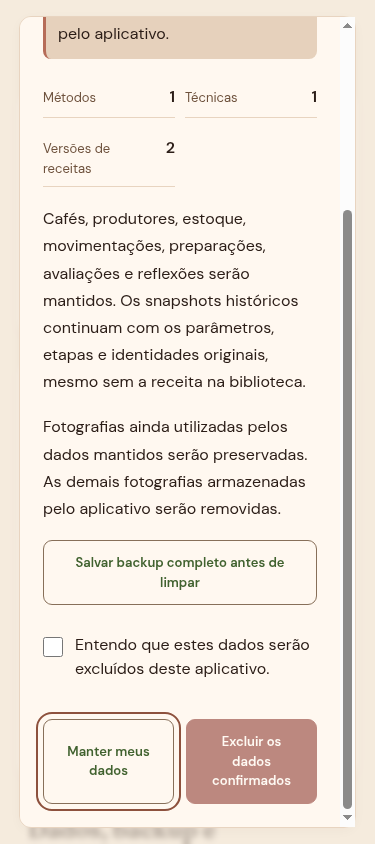 pelo aplicativo.
Métodos 1 Técnicas 1
Versões de receitas 2
Cafés, produtores, estoque,
movimentações, preparações,
avaliações e reflexões serão
mantidos. Os snapshots históricos
continuam com os parâmetros,
etapas e identidades originais,
mesmo sem a receita na biblioteca.
Fotografias ainda utilizadas pelos
dados mantidos serão preservadas.
As demais fotografias armazenadas
pelo aplicativo serão removidas.
Salvar backup completo antes de
limpar
Entendo que estes dados serão
excluídos deste aplicativo.
Manter meus
dados
Excluir os
dados
confirmados